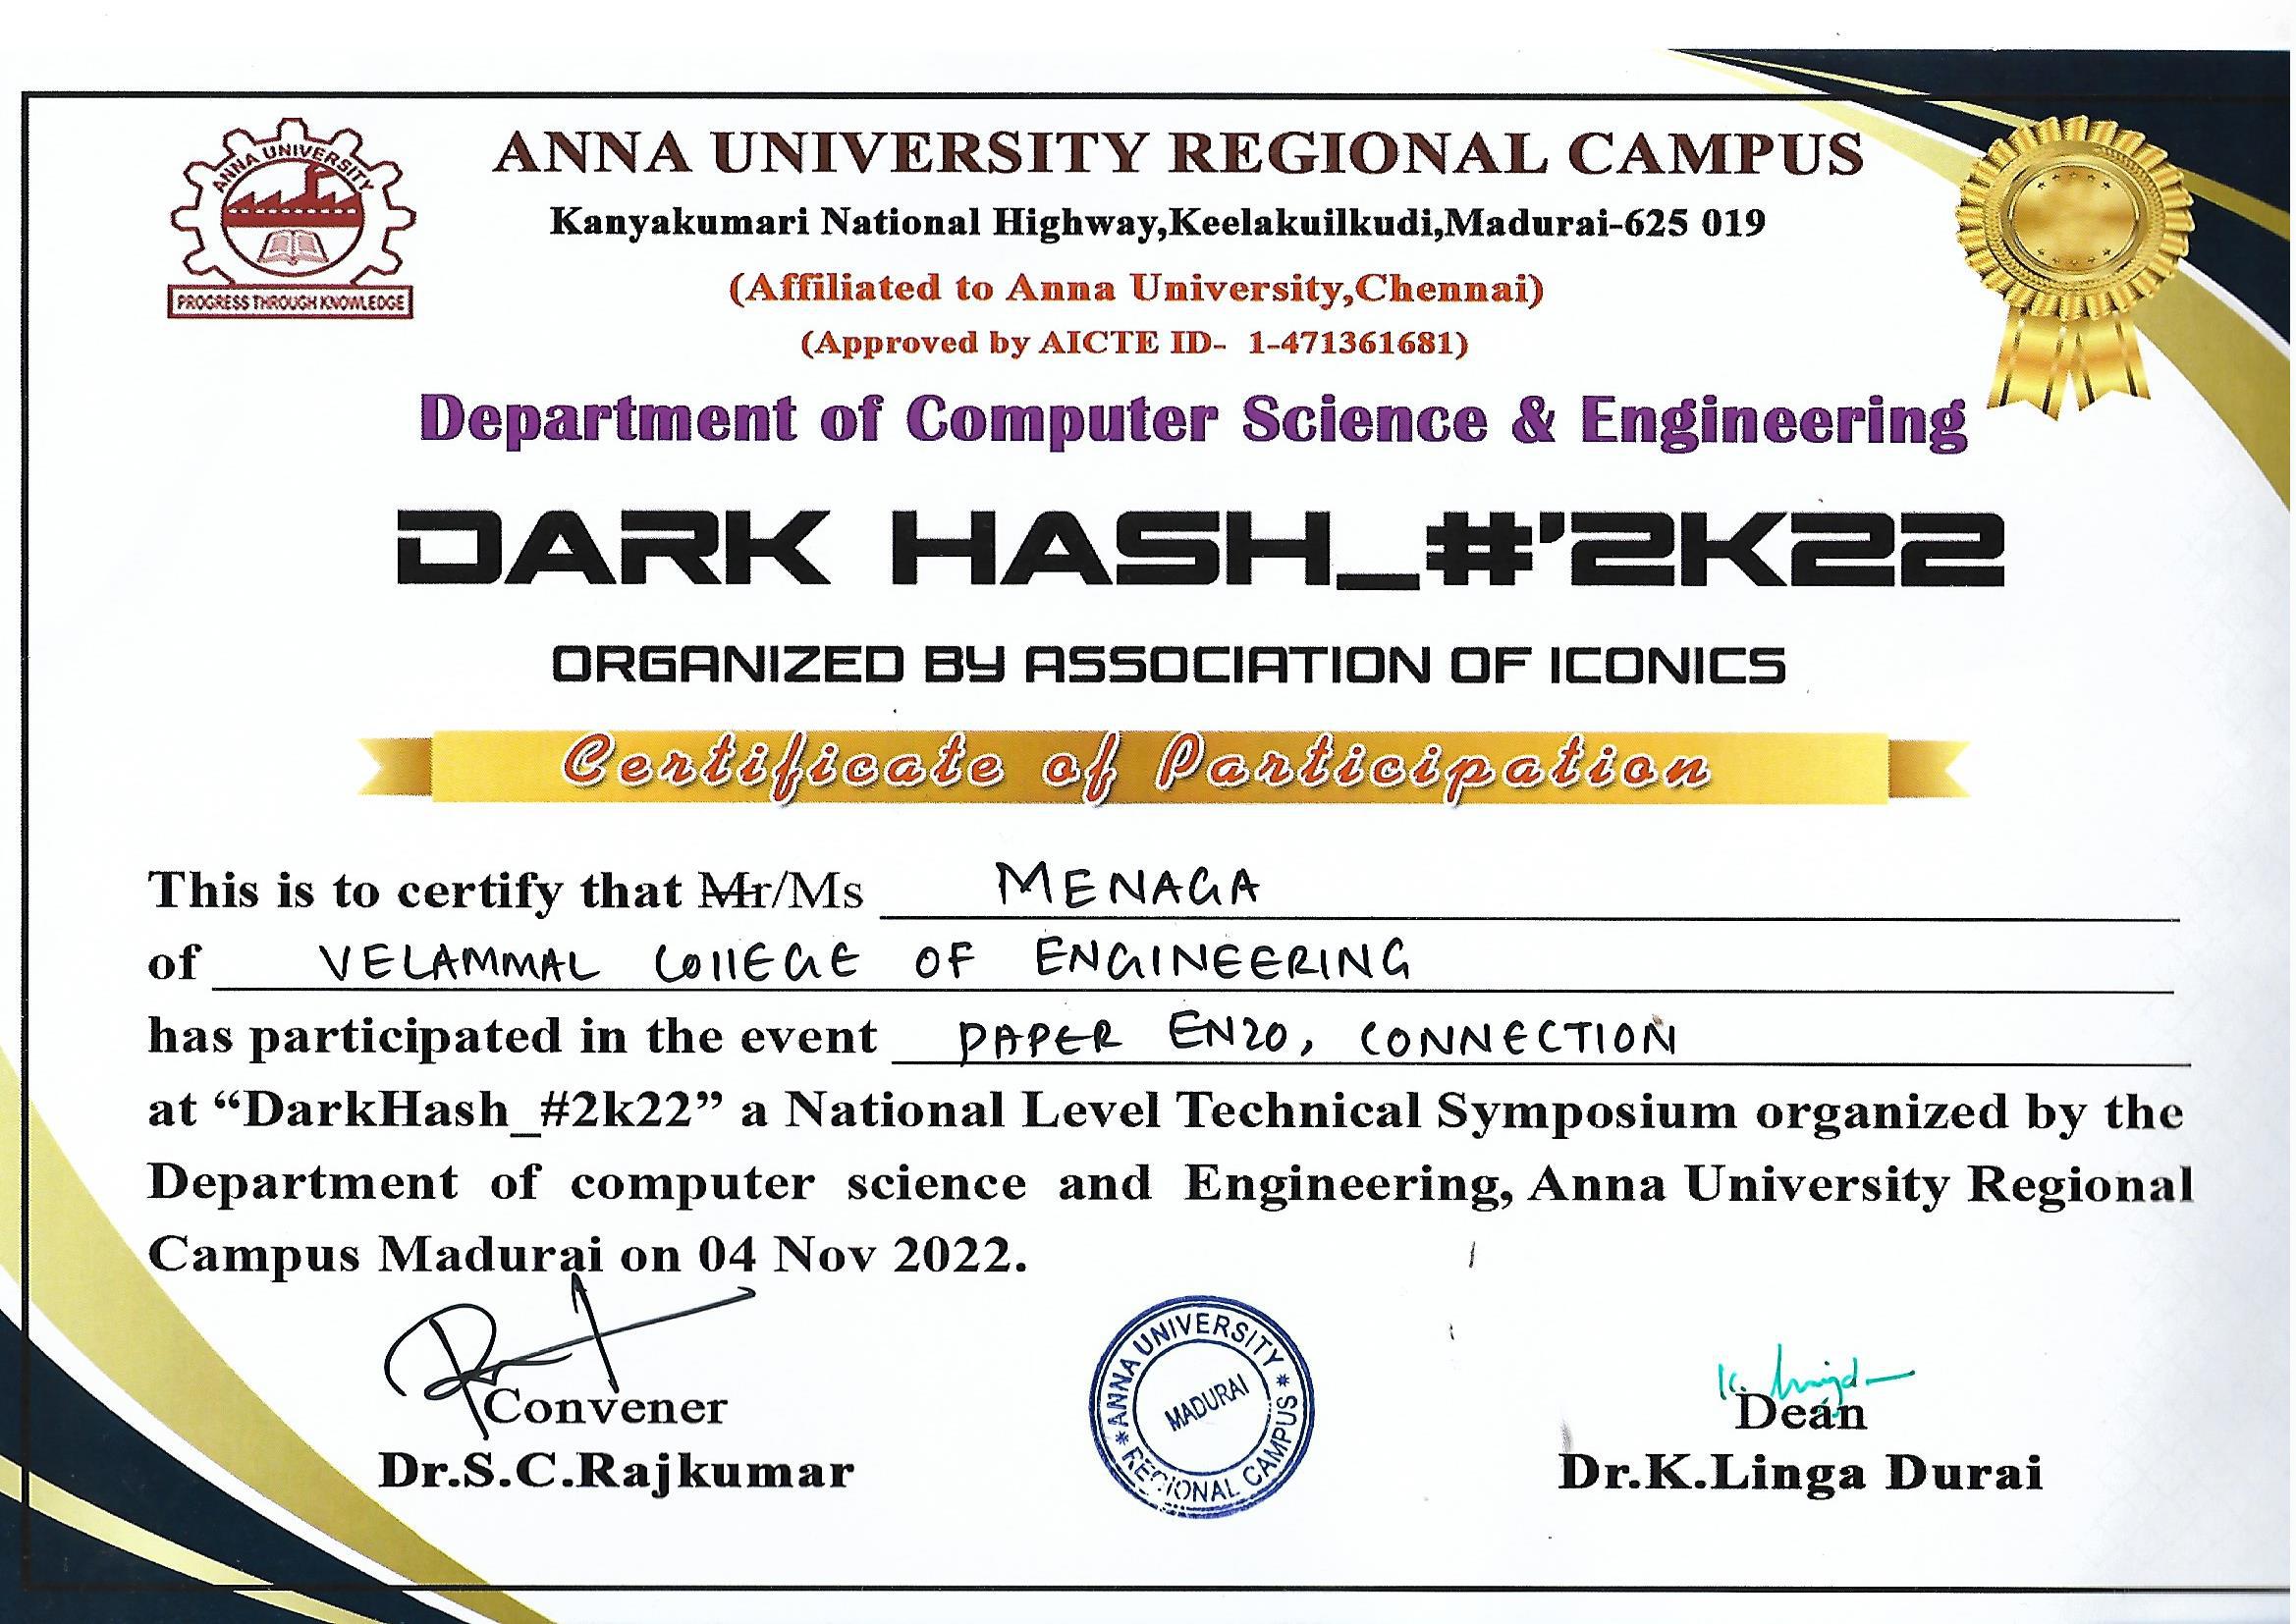 ANNA UNIVERSITY
PROGRESS THROUGH KNOWLEDGE
ANNA UNIVERSITY REGIONAL CAMPUS
Kanyakumari National Highway,Keelakuilkudi,Madurai-625 019
(Affiliated to Anna University,Chennai)
(Approved by AICTE ID- 1-471361681)
Department of Computer Science & Engineering
DARK HASH_#'2K22
ORGANIZED BY ASSOCIATION OF ICONICS
Certificate of Participation
This is to certify that Mr/Ms MENAGA
of VELAMMAL COllEGE OF ENGINEERING
has participated in the event PAPER ENZO, CONNECTION
at “DarkHash_#2k22” a National Level Technical Symposium organized by the
Department of computer science and Engineering, Anna University Regional
Campus Madurai on 04 Nov 2022.
Convener
Dr.S.C.Rajkumar
ANNA UNIVERSITY
MADURAI
REGIONAL CAMPUS
Dean
Dr.K.Linga Durai